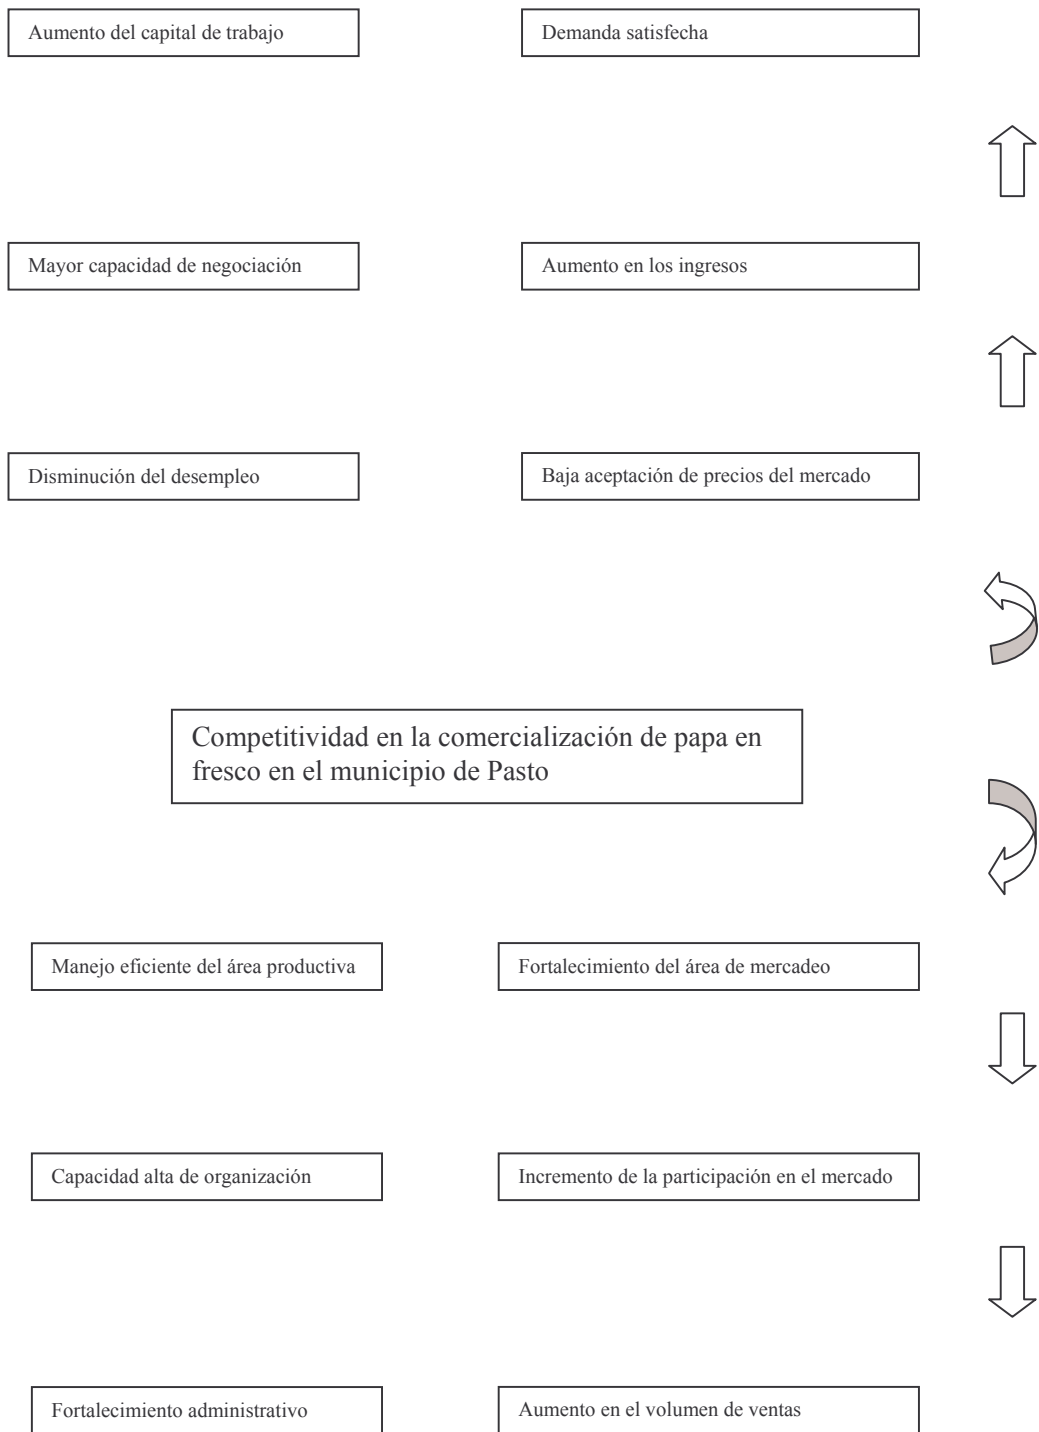 Aumento del capital de trabajo
Demanda satisfecha
Mayor capacidad de negociación
Aumento en los ingresos
Disminución del desempleo
Baja aceptación de precios del mercado
Competitividad en la comercialización de papa en
fresco en el municipio de Pasto
Manejo eficiente del área productiva
Fortalecimiento del área de mercadeo
Capacidad alta de organización
Incremento de la participación en el mercado
Fortalecimiento administrativo
Aumento en el volumen de ventas